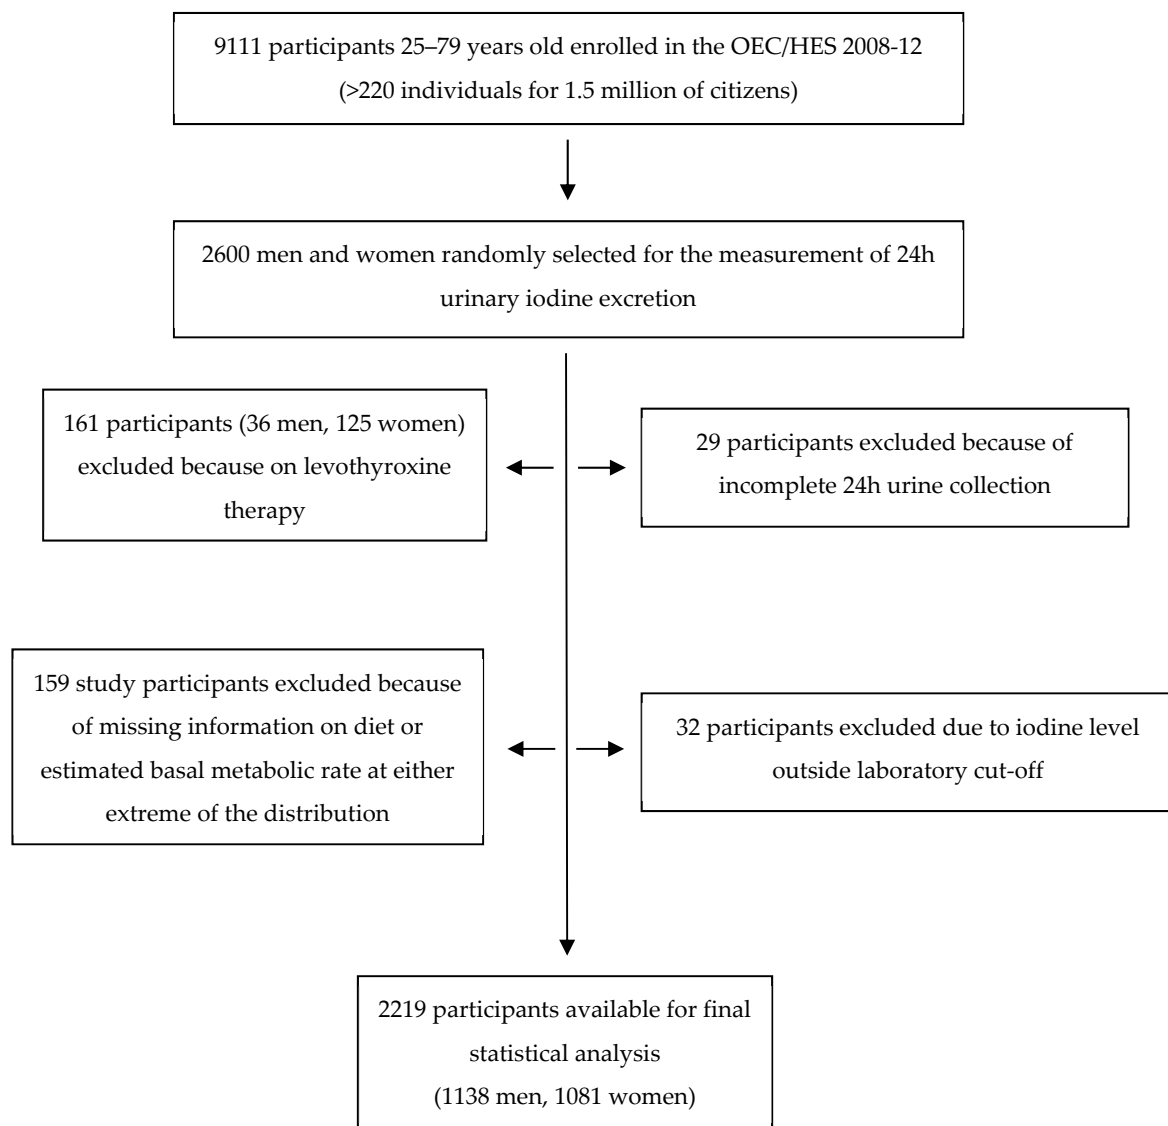 9111 participants 25–79 years old enrolled in the OEC/HES 2008-12
(>220 individuals for 1.5 million of citizens)
2600 men and women randomly selected for the measurement of 24h
urinary iodine excretion
161 participants (36 men, 125 women)
excluded because on levothyroxine
therapy
29 participants excluded because of
incomplete 24h urine collection
159 study participants excluded because
of missing information on diet or
estimated basal metabolic rate at either
extreme of the distribution
32 participants excluded due to iodine level
outside laboratory cut-off
2219 participants available for final
statistical analysis
(1138 men, 1081 women)